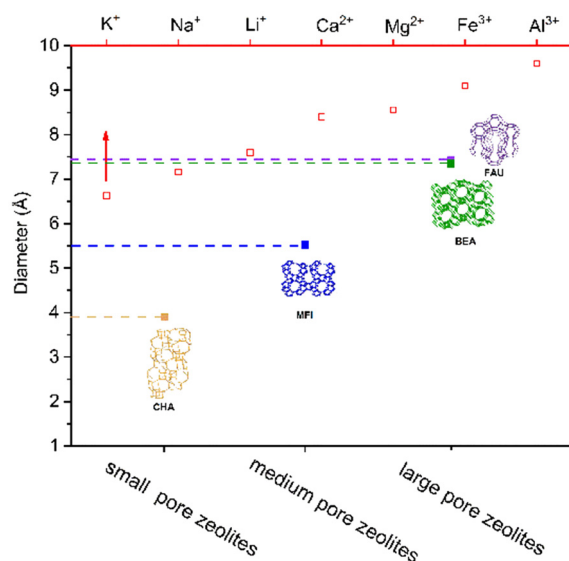 K⁺ Na⁺ Li⁺ Ca²⁺ Mg²⁺ Fe³⁺ Al³⁺
10
9
8
7
6
5
4
3
2
1
Diameter (Å)
FAU
BEA
MFI
CHA
small pore zeolites
medium pore zeolites
large pore zeolites